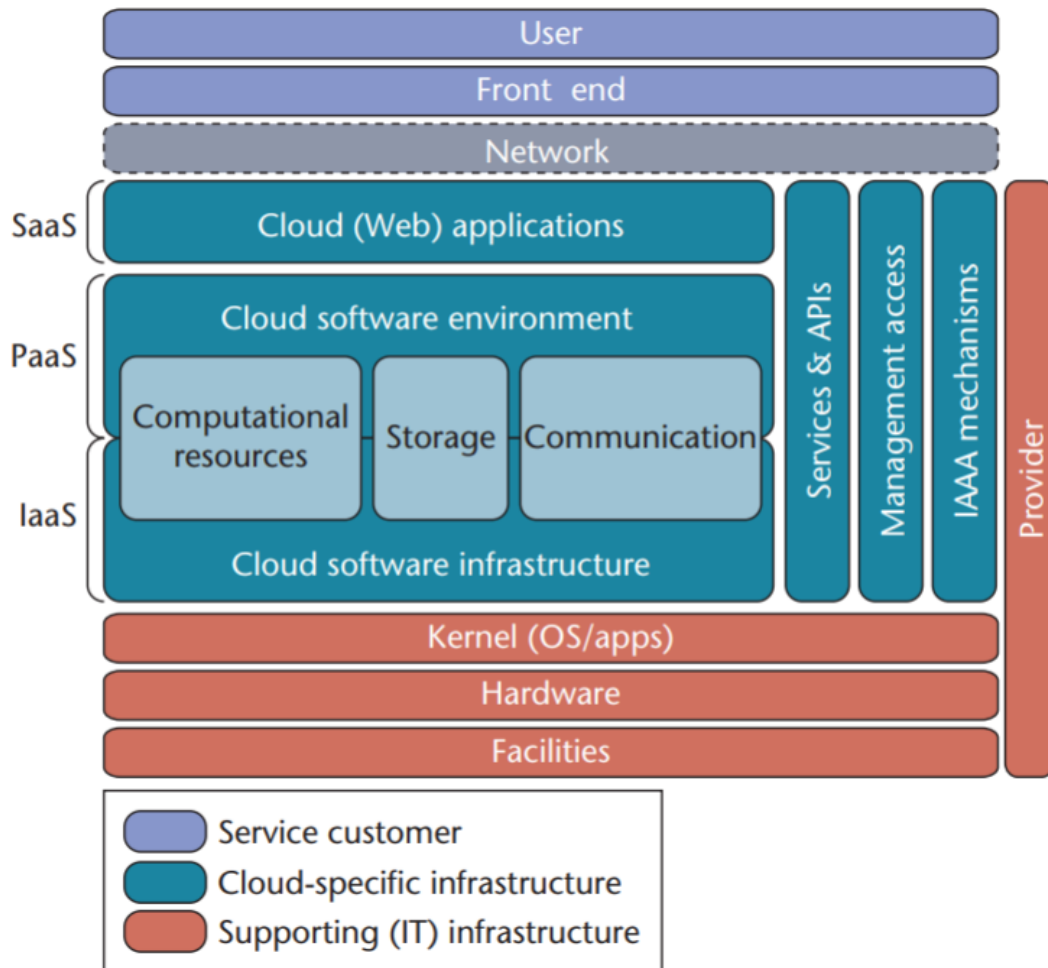 User
Front end
Network
SaaS
Cloud (Web) applications
PaaS
Cloud software environment
Computational
resources
Storage
Communication
IaaS
Cloud software infrastructure
Services & APIs
Management access
IAAA mechanisms
Provider
Kernel (OS/apps)
Hardware
Facilities
Service customer
Cloud-specific infrastructure
Supporting (IT) infrastructure